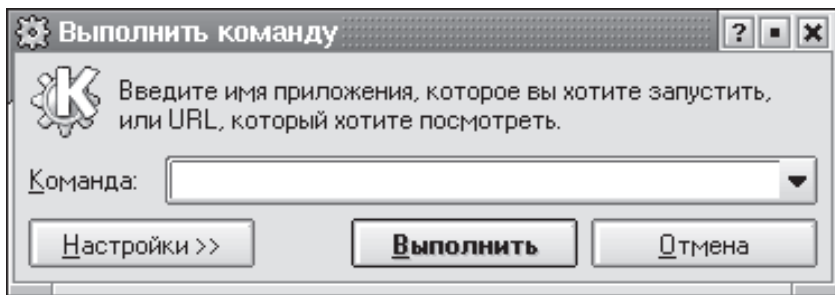 Выполнить команду
Введите имя приложения, которое вы хотите запустить,
или URL, который хотите посмотреть.
Команда:
Настройки >> Выполнить Отмена